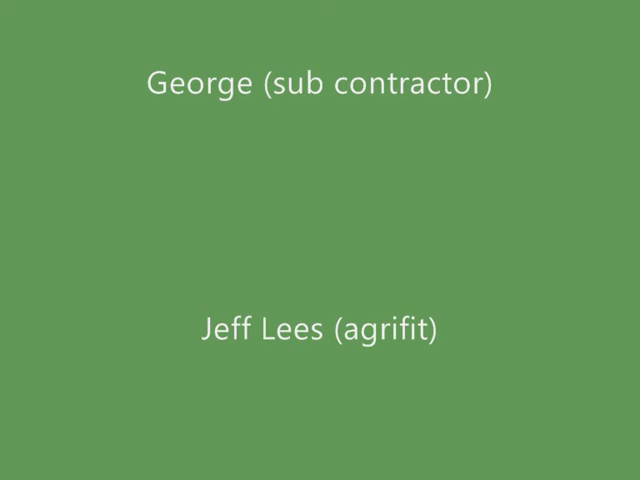 George (sub contractor)
Jeff Lees (agrifit)